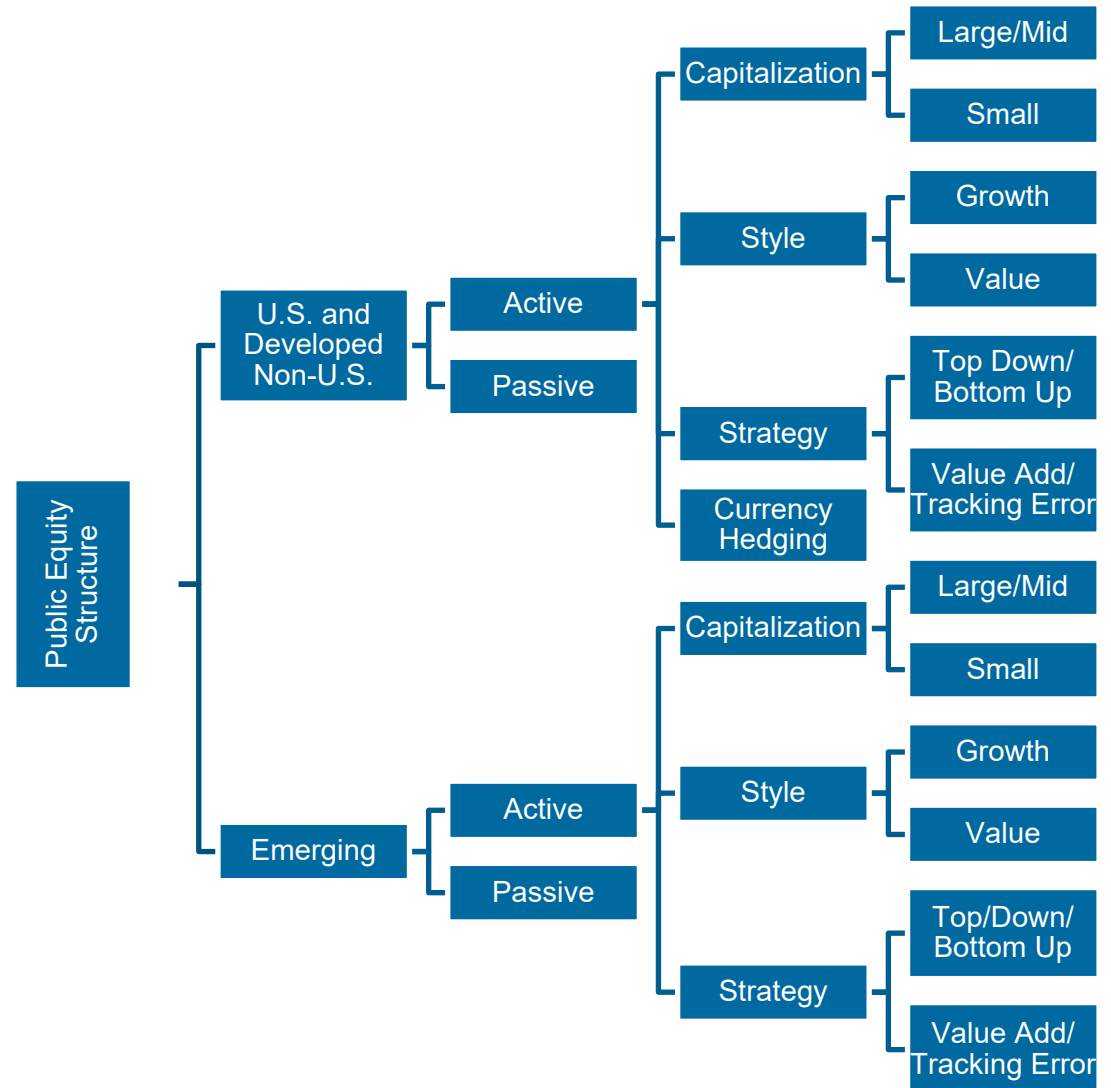 Public Equity
Structure
U.S. and
Developed
Non-U.S.
Active
Capitalization
Large/Mid
Small
Style
Growth
Value
Strategy
Top Down/
Bottom Up
Value Add/
Tracking Error
Currency
Hedging
Passive
Emerging
Active
Capitalization
Large/Mid
Small
Style
Growth
Value
Strategy
Top/Down/
Bottom Up
Value Add/
Tracking Error
Passive